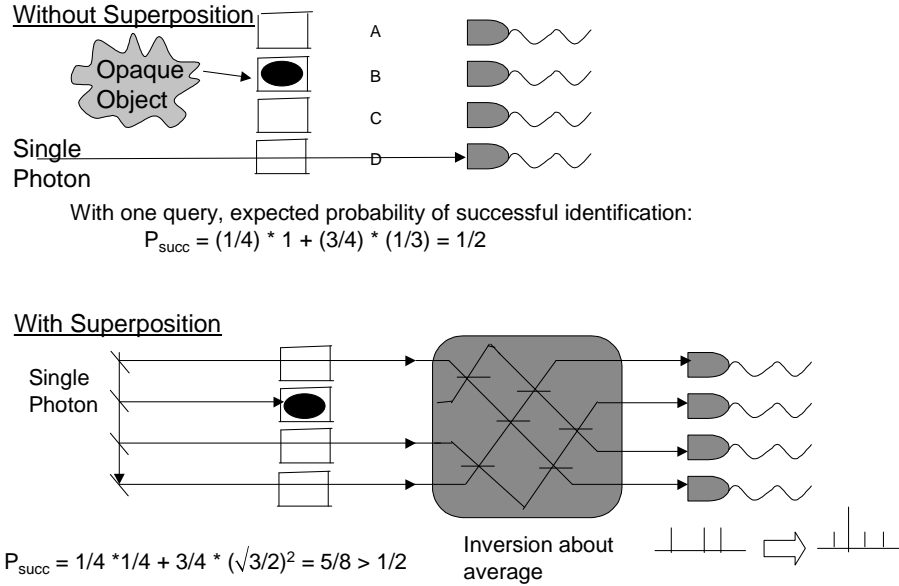 Without Superposition
A
Opaque
Object
B
C
Single
Photon
D
With one query, expected probability of successful identification:
P_succ = (1/4) * 1 + (3/4) * (1/3) = 1/2
With Superposition
Single
Photon
Inversion about
average
P_succ = 1/4 *1/4 + 3/4 * (√3/2)² = 5/8 > 1/2